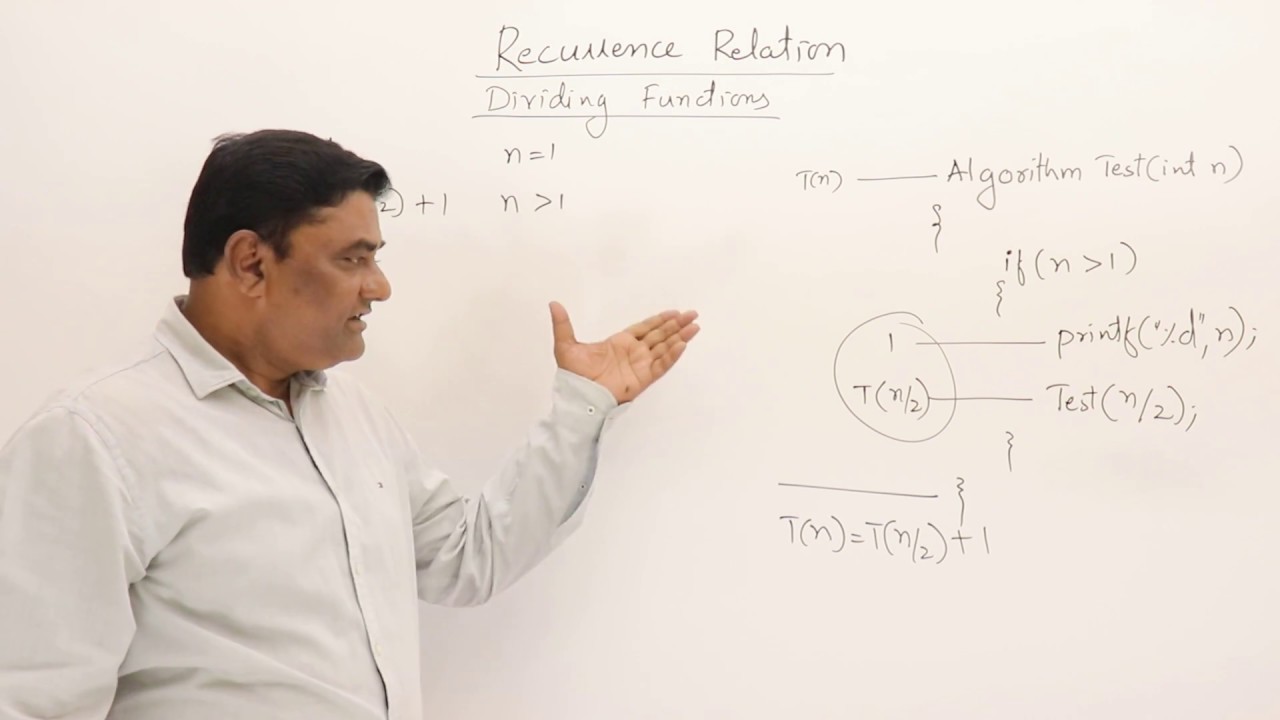 Recurrence Relation
Dividing Functions
n=1
2) +1 n >1
T(n) Algorithm Test(int n)
{
if(n >1)
{
1 printf("%d", n);
T(n/2) Test(n/2);
}
}
T(n)=T(n/2)+1